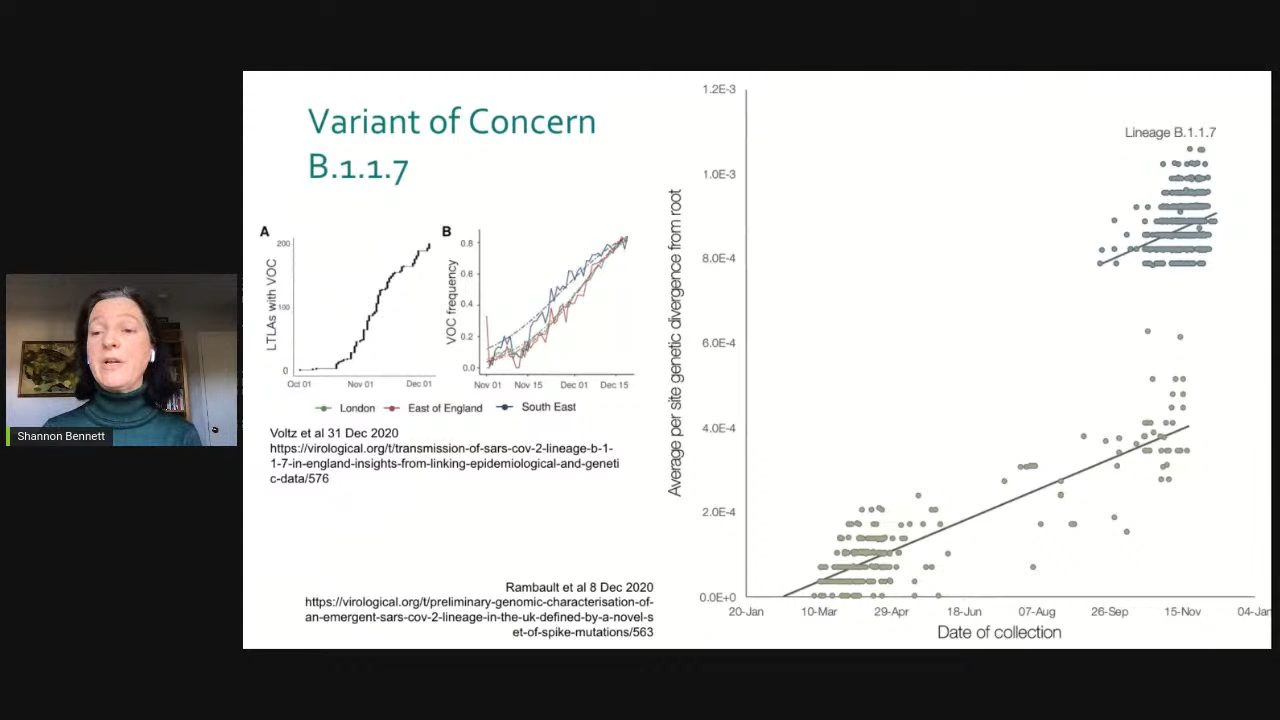 Variant of Concern
B.1.1.7
A
200
100
0
LTLAs with VOC
Oct 01
Nov 01
Dec 01
B
0.8
0.6
0.4
0.2
0.0
VOC frequency
Nov 01
Nov 15
Dec 01
Dec 15
London
East of England
South East
Voltz et al 31 Dec 2020
https://virological.org/t/transmission-of-sars-cov-2-lineage-b-1-
1-7-in-england-insights-from-linking-epidemiological-and-geneti
c-data/576
Rambault et al 8 Dec 2020
https://virological.org/t/preliminary-genomic-characterisation-of-
an-emergent-sars-cov-2-lineage-in-the-uk-defined-by-a-novel-s
et-of-spike-mutations/563
1.2E-3
1.0E-3
8.0E-4
6.0E-4
4.0E-4
2.0E-4
0.0E+0
Average per site genetic divergence from root
Lineage B.1.1.7
20-Jan
10-Mar
29-Apr
18-Jun
07-Aug
26-Sep
15-Nov
04-Jan
Date of collection
Shannon Bennett